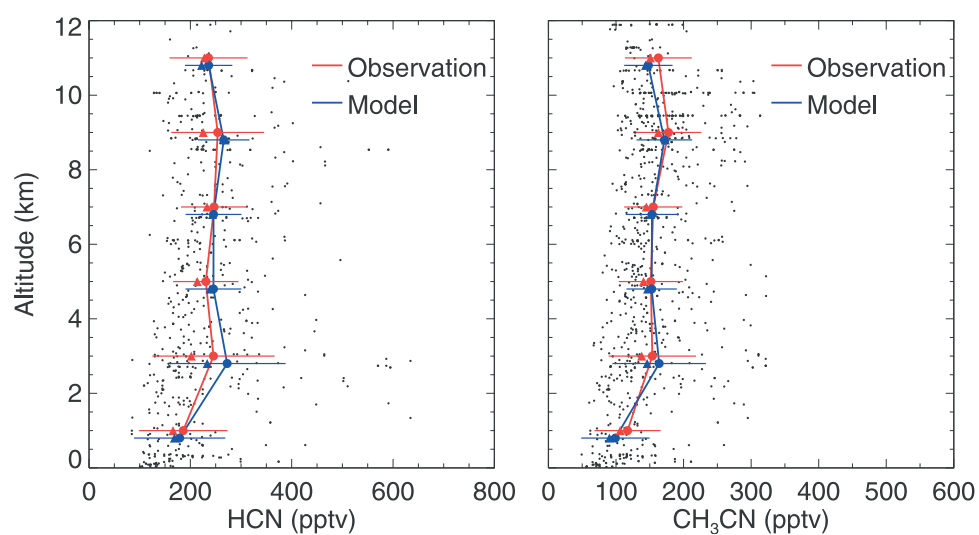 12
10
8
6
4
2
0
Altitude (km)
Observation
Model
0 200 400 600 800
HCN (pptv)
Observation
Model
0 100 200 300 400 500 600
CH₃CN (pptv)